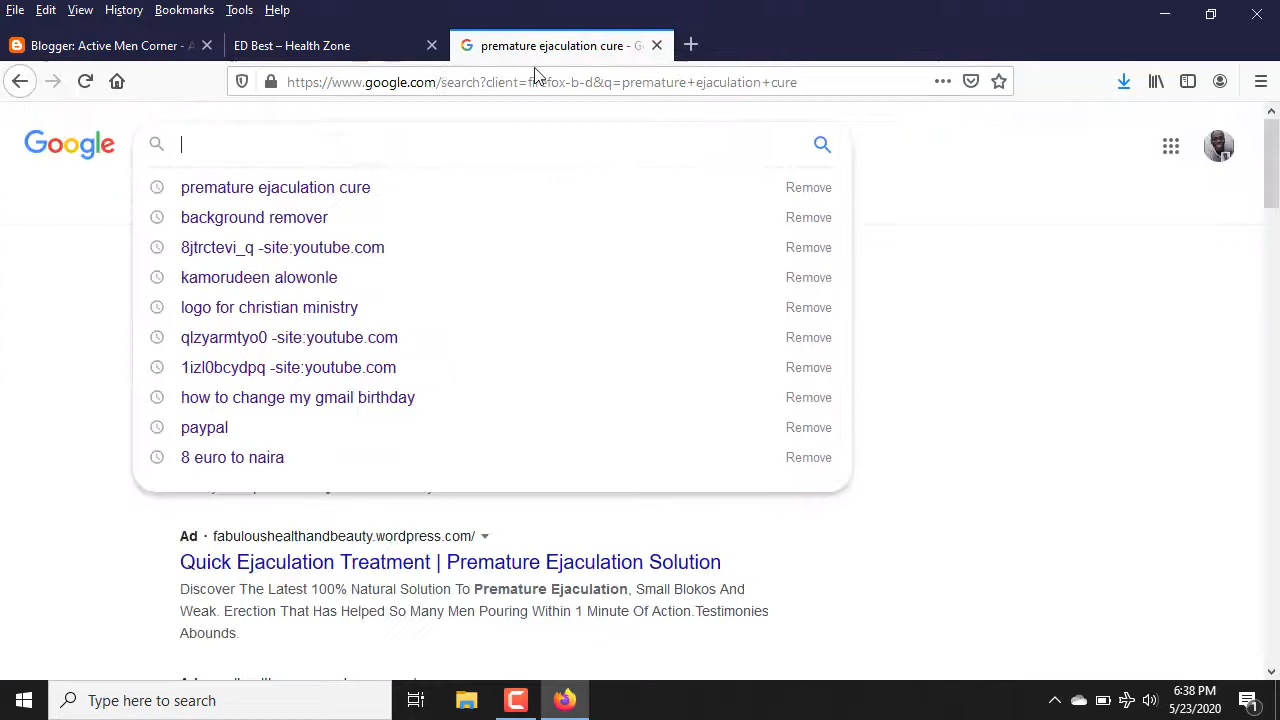 File Edit View History Bookmarks Tools Help
Blogger: Active Men Corner - A
ED Best – Health Zone
premature ejaculation cure - G
https://www.google.com/search?client=firefox-b-d&q=premature+ejaculation+cure
Google
premature ejaculation cure Remove
background remover Remove
8jtrctevi_q -site:youtube.com Remove
kamorudeen alowonle Remove
logo for christian ministry Remove
qlzyarmtyo0 -site:youtube.com Remove
1izl0bcydpq -site:youtube.com Remove
how to change my gmail birthday Remove
paypal Remove
8 euro to naira Remove
Ad · fabuloushealthandbeauty.wordpress.com/
Quick Ejaculation Treatment | Premature Ejaculation Solution
Discover The Latest 100% Natural Solution To Premature Ejaculation, Small Blokos And
Weak. Erection That Has Helped So Many Men Pouring Within 1 Minute Of Action.Testimonies
Abounds.
Type here to search
6:38 PM
5/23/2020
1